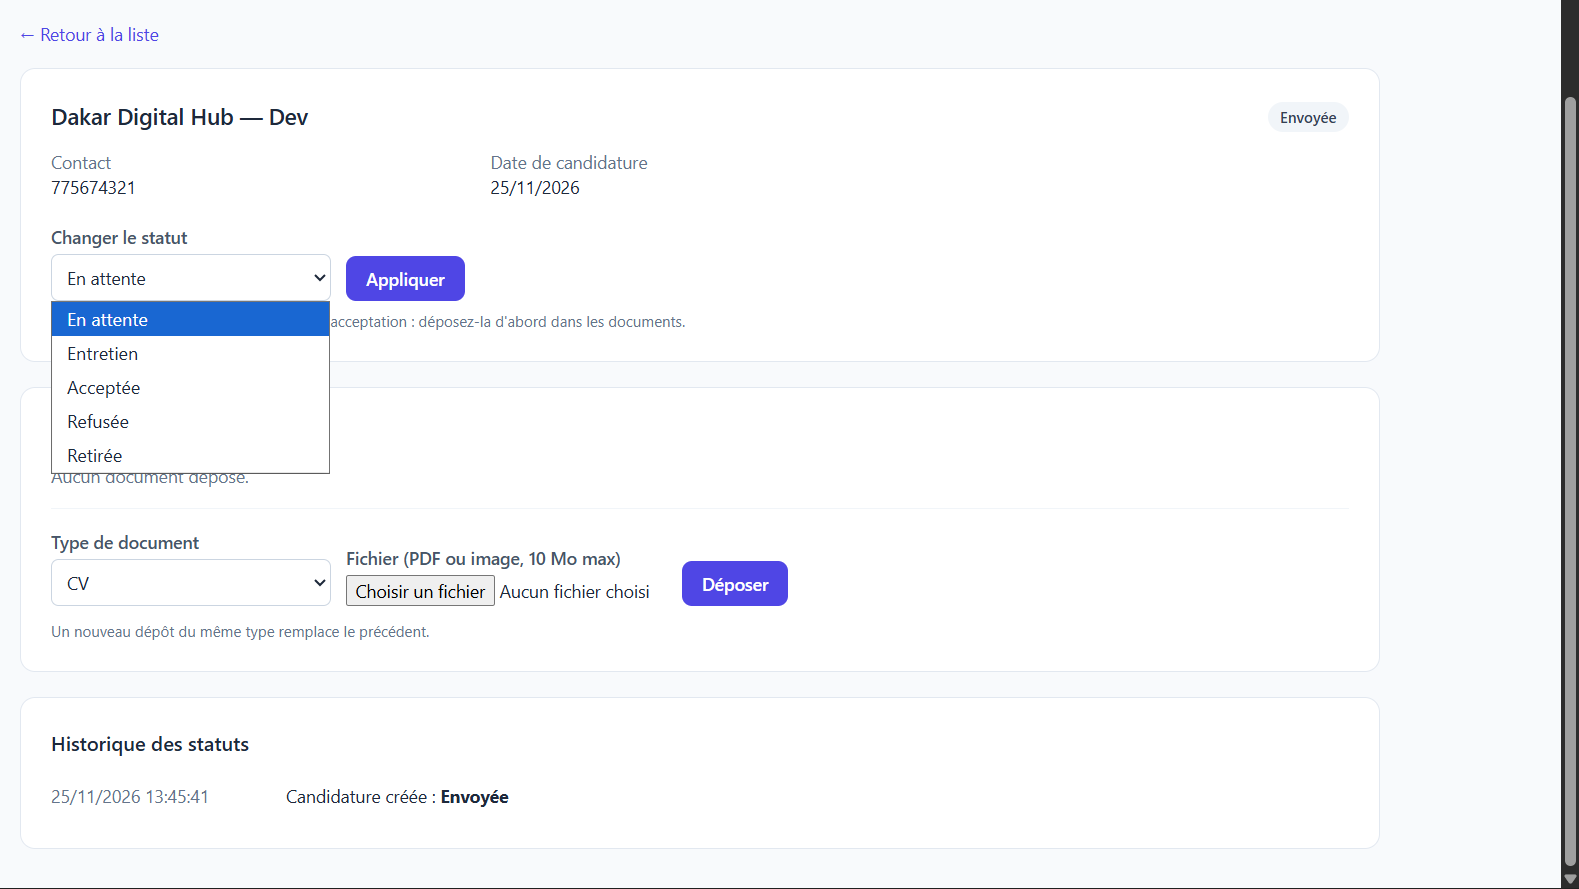 ← Retour à la liste
Dakar Digital Hub — Dev
Envoyée
Contact
Date de candidature
775674321
25/11/2026
Changer le statut
En attente
Appliquer
En attente
acceptation : déposez-la d'abord dans les documents.
Entretien
Acceptée
Refusée
Retirée
Aucun document déposé.
Type de document
Fichier (PDF ou image, 10 Mo max)
CV
Choisir un fichier Aucun fichier choisi
Déposer
Un nouveau dépôt du même type remplace le précédent.
Historique des statuts
25/11/2026 13:45:41
Candidature créée : Envoyée